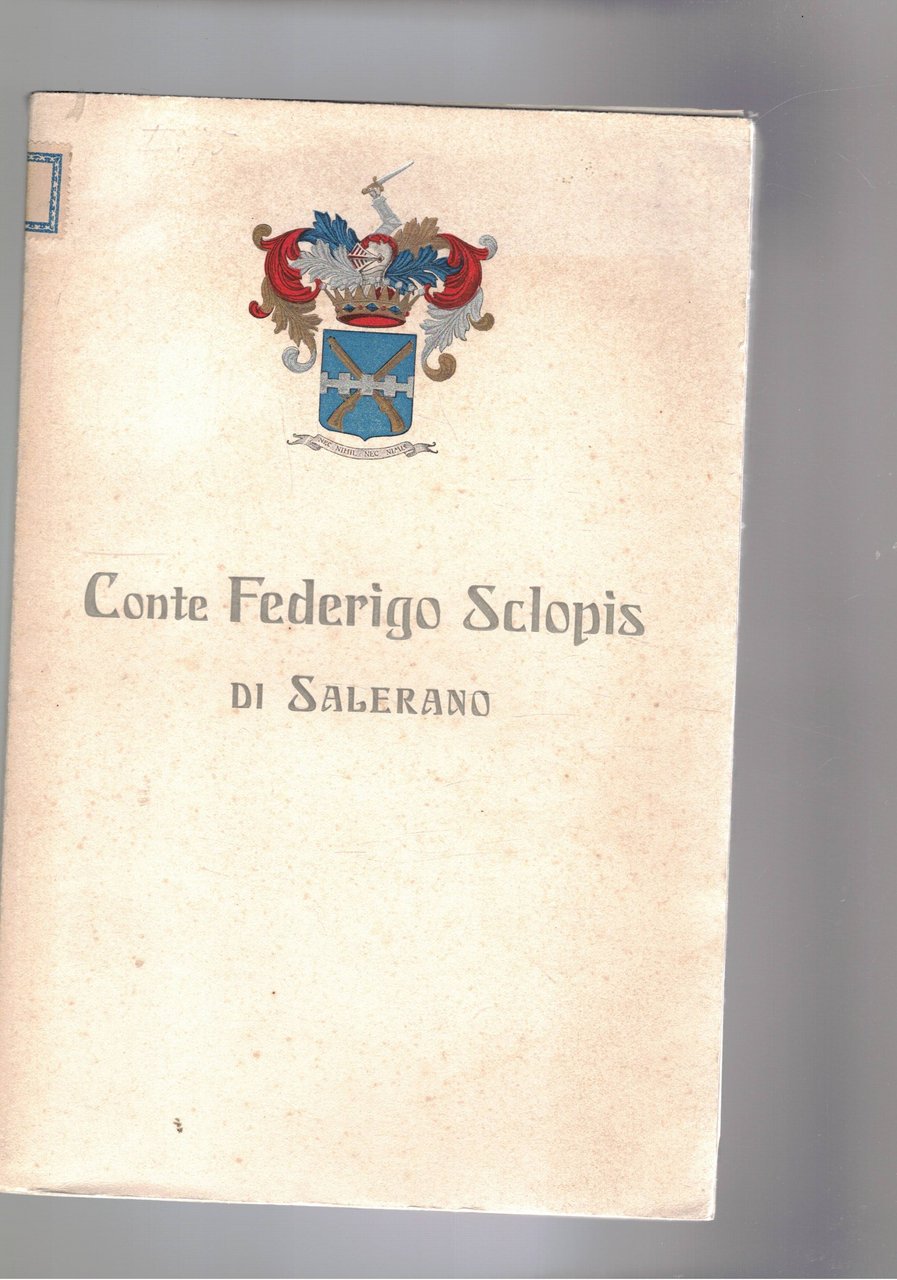 NEC NIHIL NEC NIMIS
Conte Federigo Sclopis
DI SALERANO